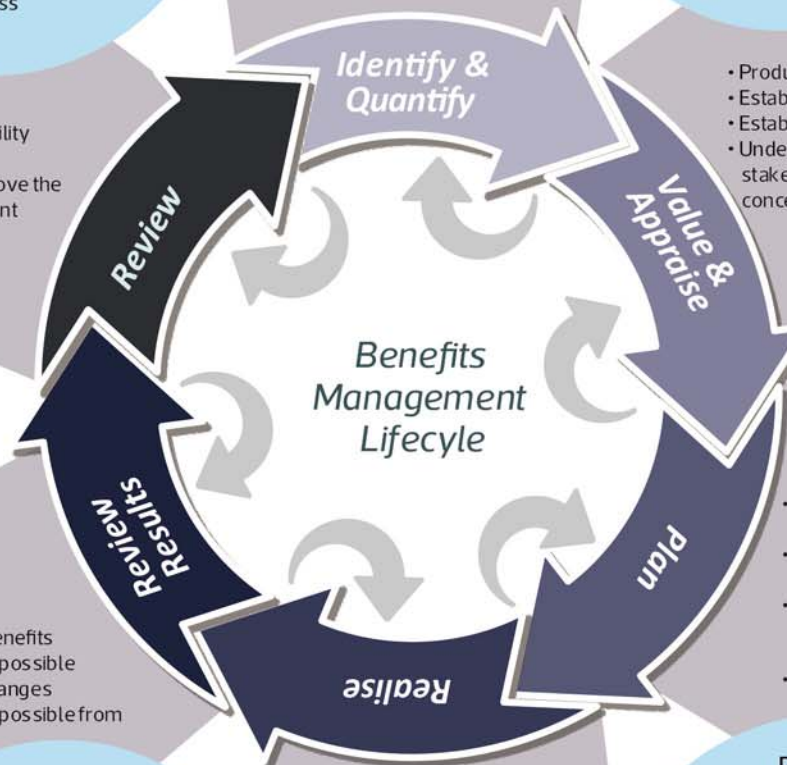 ss
Identify &
Quantify
Value &
Appraise
Plan
Realise
Review
Results
Review
Benefits
Management
Lifecyle
ility
ove the
nt
• Produ
• Estab
• Estab
• Unde
stake
conce
enefits
possible
anges
possible from